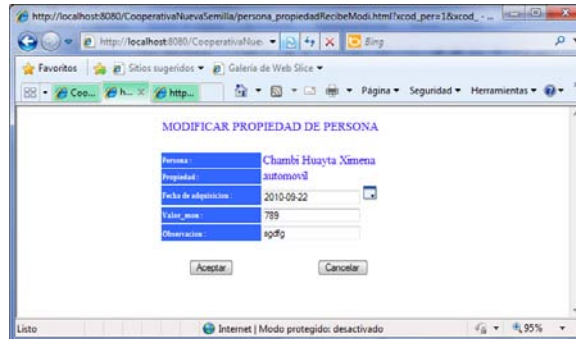 http://localhost:8080/CooperativaNuevaSemilla/persona_propiedadRecibeModi.html?xcod_per=1&xcod_ - ...
http://localhost:8080/CooperativaNue
Bing
Favoritos Sitios sugeridos Galería de Web Slice
Coo... h... http... Página Seguridad Herramientas
MODIFICAR PROPIEDAD DE PERSONA
Persona : Chambi Huayta Ximena
Propiedad : automovil
Fecha de adquisicion : 2010-09-22
Valor_mon : 789
Observacion : sgdfg
Aceptar Cancelar
Listo Internet | Modo protegido: desactivado 95%